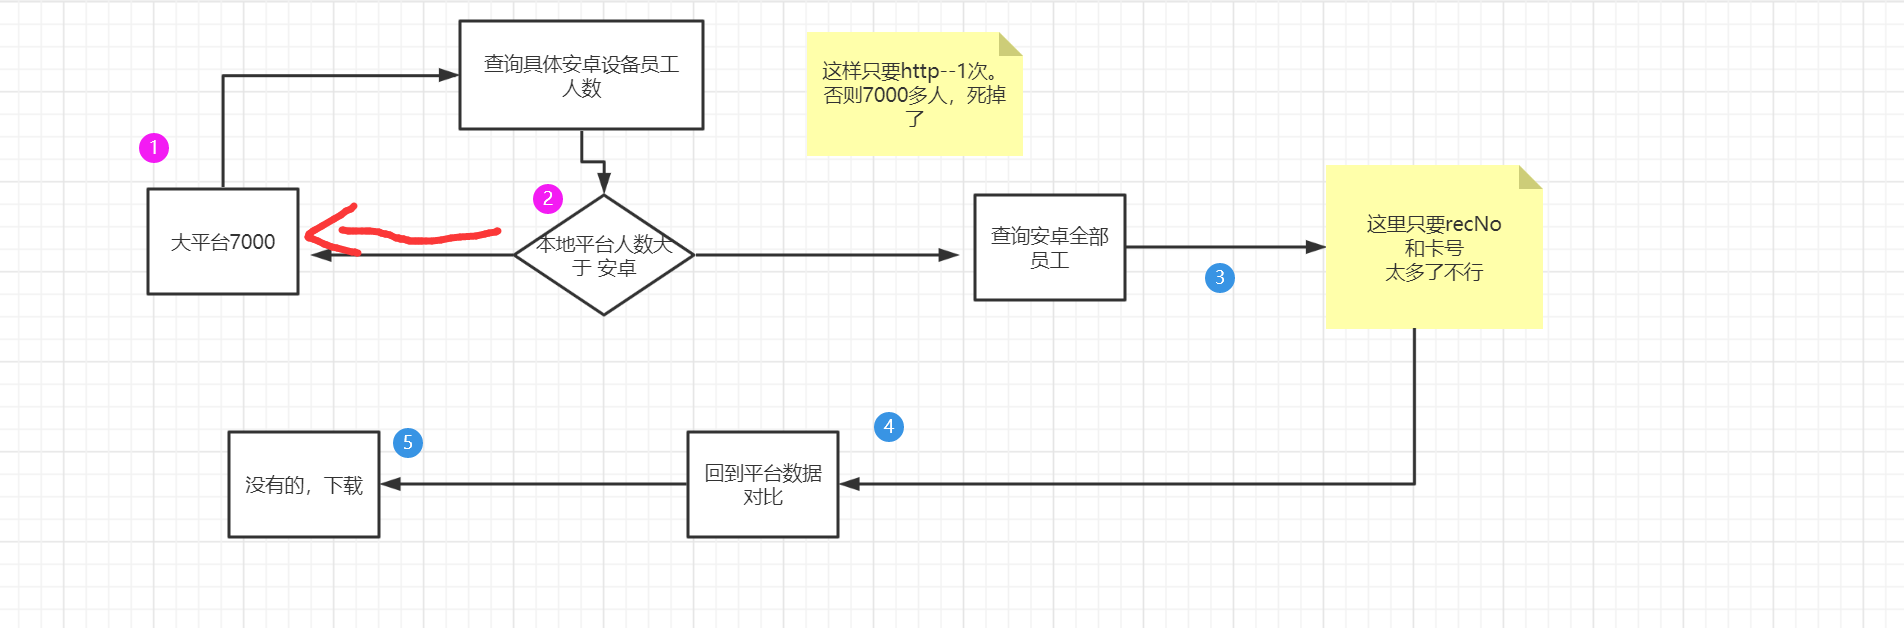 查询具体安卓设备员工
人数
这样只要http--1次。
否则7000多人，死掉
了
1
大平台7000
2
本地平台人数大
于 安卓
查询安卓全部
员工
3
这里只要recNo
和卡号
太多了不行
4
回到平台数据
对比
5
没有的，下载